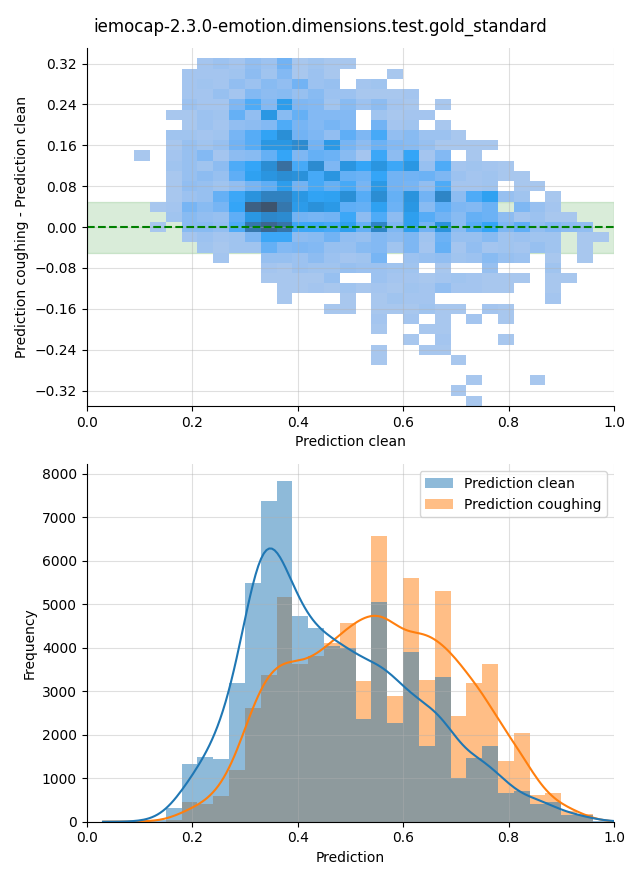 iemocap-2.3.0-emotion.dimensions.test.gold_standard
Prediction coughing - Prediction clean
0.32
0.24
0.16
0.08
0.00
−0.08
−0.16
−0.24
−0.32
0.0 0.2 0.4 0.6 0.8 1.0
Prediction clean
Frequency
8000
7000
6000
5000
4000
3000
2000
1000
0
Prediction clean
Prediction coughing
0.0 0.2 0.4 0.6 0.8 1.0
Prediction